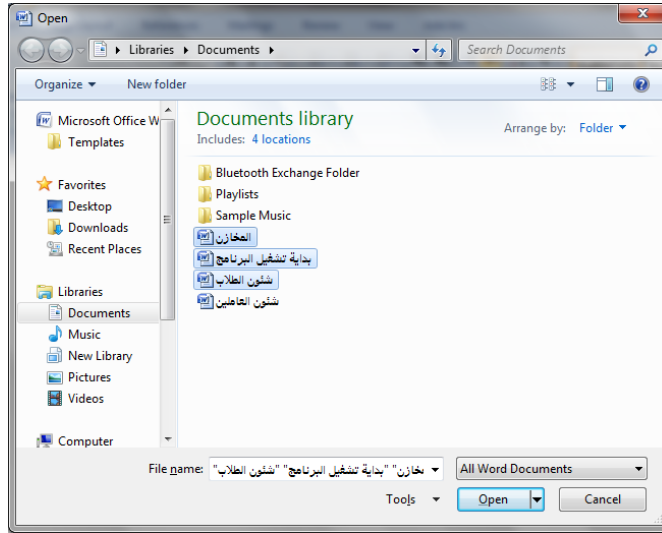 Open
Libraries Documents
Search Documents
Organize New folder
Microsoft Office W
Templates
Favorites
Desktop
Downloads
Recent Places
Libraries
Documents
Music
New Library
Pictures
Videos
Computer
Documents library
Includes: 4 locations
Arrange by: Folder
Bluetooth Exchange Folder
Playlists
Sample Music
المخازن
بداية تشغيل البرنامج
شئون الطلاب
شئون العاملين
File name: "شئون الطلاب" "بداية تشغيل البرنامج" "خازن
All Word Documents
Tools Open Cancel